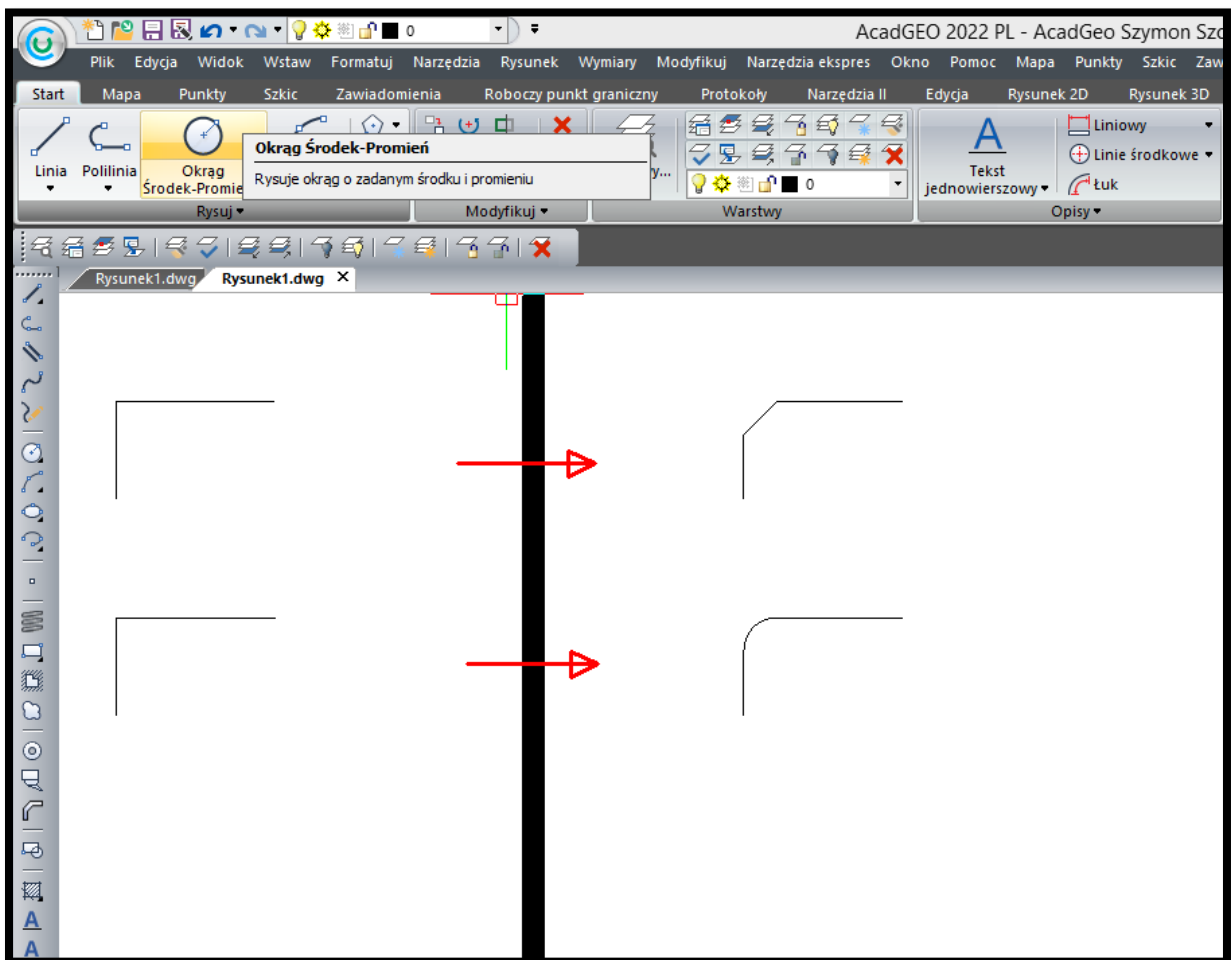 0
AcadGEO 2022 PL - AcadGeo Szymon
Plik Edycja Widok Wstaw Formatuj Narzędzia Rysunek Wymiary Modyfikuj Narzędzia ekspres Okno Pomoc Mapa Punkty Szkic Zaw
Start Mapa Punkty Szkic Zawiadomienia Roboczy punkt graniczny Protokoły Narzędzia II Edycja Rysunek 2D Rysunek 3D
Linia
Polilinia
Okrąg
Środek-Promie
Okrąg Środek-Promień
Rysuje okrąg o zadanym środku i promieniu
y...
0
A
Tekst
jednowierszowy
Liniowy
Linie środkowe
Łuk
Rysuj
Modyfikuj
Warstwy
Opisy
Rysunek1.dwg
Rysunek1.dwg X
A
A